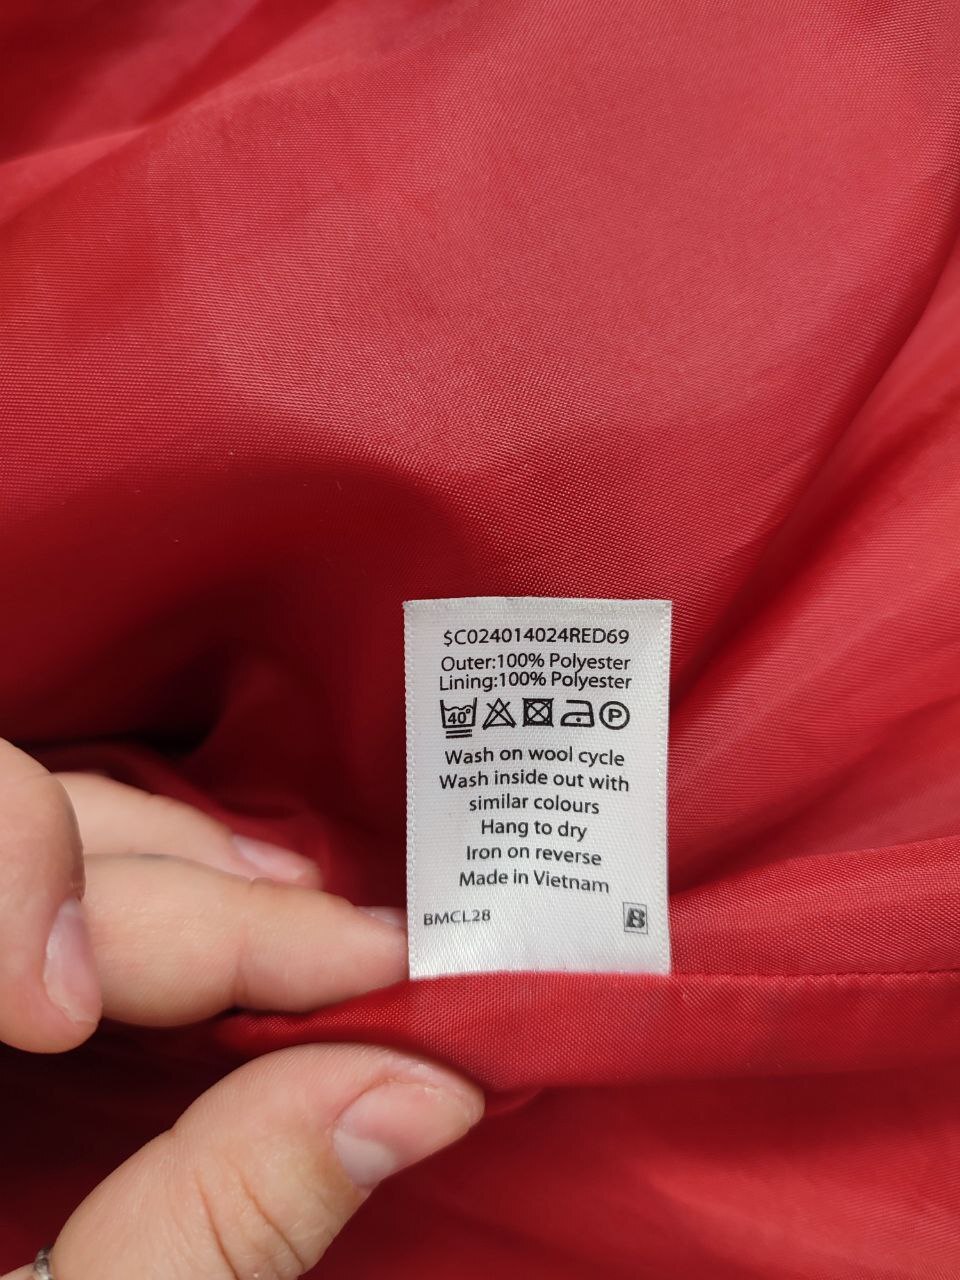 $C024014024RED69
Outer:100% Polyester
Lining:100% Polyester
40° P
Wash on wool cycle
Wash inside out with
similar colours
Hang to dry
Iron on reverse
Made in Vietnam
BMCL28 B